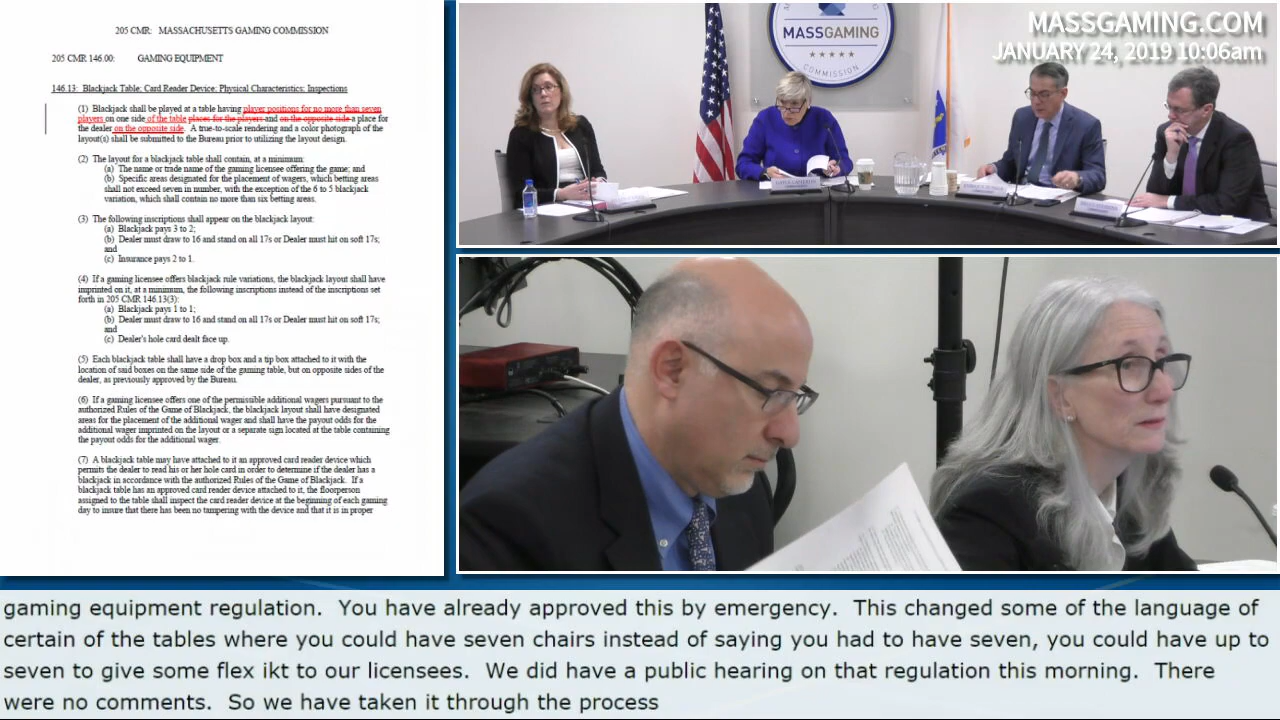 205 CMR: MASSACHUSETTS GAMING COMMISSION
205 CMR 146.00: GAMING EQUIPMENT
146.13: Blackjack Table; Card Reader Device; Physical Characteristics; Inspections
(1) Blackjack shall be played at a table having player positions for no more than seven
players on one side of the table places for the players and on the opposite side a place for
the dealer on the opposite side. A true-to-scale rendering and a color photograph of the
layout(s) shall be submitted to the Bureau prior to utilizing the layout design.
(2) The layout for a blackjack table shall contain, at a minimum:
(a) The name or trade name of the gaming licensee offering the game; and
(b) Specific areas designated for the placement of wagers, which betting areas
shall not exceed seven in number, with the exception of the 6 to 5 blackjack
variation, which shall contain no more than six betting areas.
(3) The following inscriptions shall appear on the blackjack layout:
(a) Blackjack pays 3 to 2;
(b) Dealer must draw to 16 and stand on all 17s or Dealer must hit on soft 17s;
and
(c) Insurance pays 2 to 1.
(4) If a gaming licensee offers blackjack rule variations, the blackjack layout shall have
imprinted on it, at a minimum, the following inscriptions instead of the inscriptions set
forth in 205 CMR 146.13(3):
(a) Blackjack pays 1 to 1;
(b) Dealer must draw to 16 and stand on all 17s or Dealer must hit on soft 17s;
and
(c) Dealer's hole card dealt face up.
(5) Each blackjack table shall have a drop box and a tip box attached to it with the
location of said boxes on the same side of the gaming table, but on opposite sides of the
dealer, as previously approved by the Bureau.
(6) If a gaming licensee offers one of the permissible additional wagers pursuant to the
authorized Rules of the Game of Blackjack, the blackjack layout shall have designated
areas for the placement of the additional wager and shall have the payout odds for the
additional wager imprinted on the layout or a separate sign located at the table containing
the payout odds for the additional wager.
(7) A blackjack table may have attached to it an approved card reader device which
permits the dealer to read his or her hole card in order to determine if the dealer has a
blackjack in accordance with the authorized Rules of the Game of Blackjack. If a
blackjack table has an approved card reader device attached to it, the floorperson
assigned to the table shall inspect the card reader device at the beginning of each gaming
day to insure that there has been no tampering with the device and that it is in proper
MASSGAMING
COMMISSION
MASSGAMING.COM
JANUARY 24, 2019 10:06am
gaming equipment regulation. You have already approved this by emergency. This changed some of the language of
certain of the tables where you could have seven chairs instead of saying you had to have seven, you could have up to
seven to give some flex ikt to our licensees. We did have a public hearing on that regulation this morning. There
were no comments. So we have taken it through the process